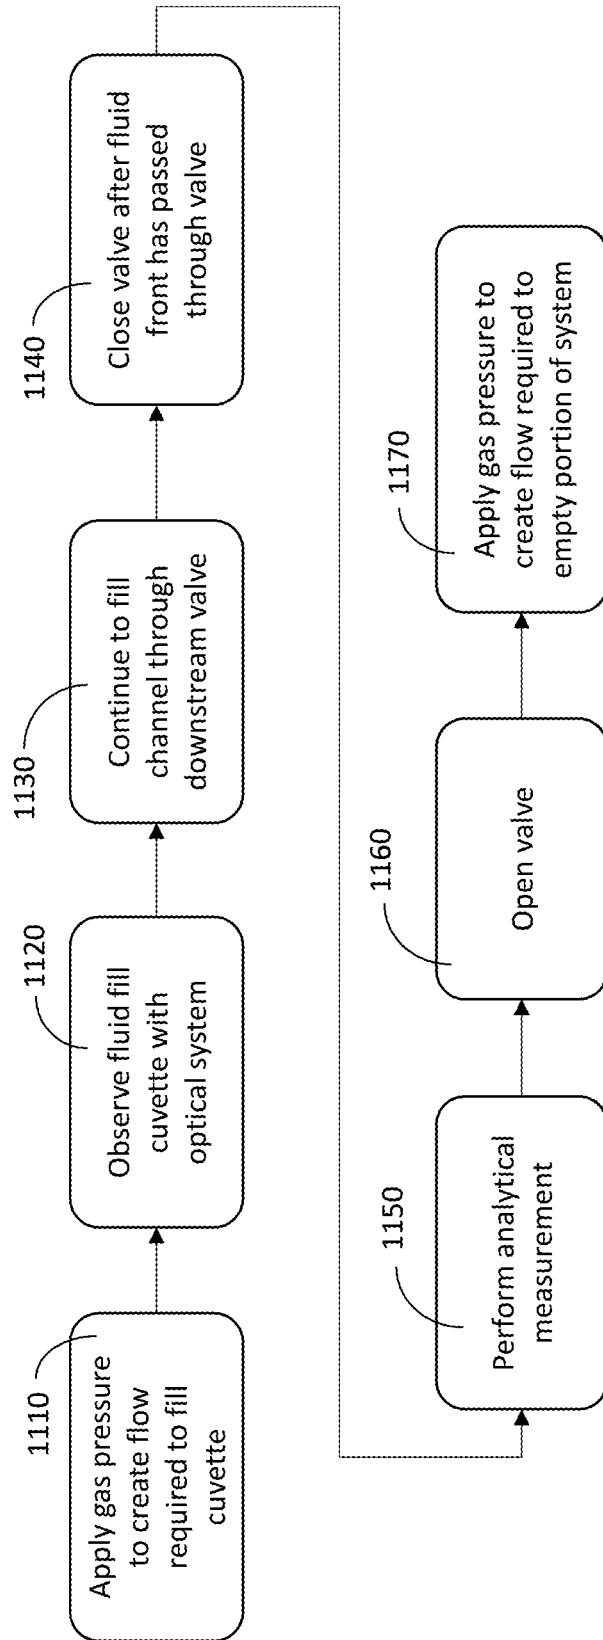 1110
Apply gas pressure
to create flow
required to fill
cuvette
1120
Observe fluid fill
cuvette with
optical system
1130
Continue to fill
channel through
downstream valve
1140
Close valve after fluid
front has passed
through valve
1150
Perform analytical
measurement
1160
Open valve
1170
Apply gas pressure to
create flow required to
empty portion of system